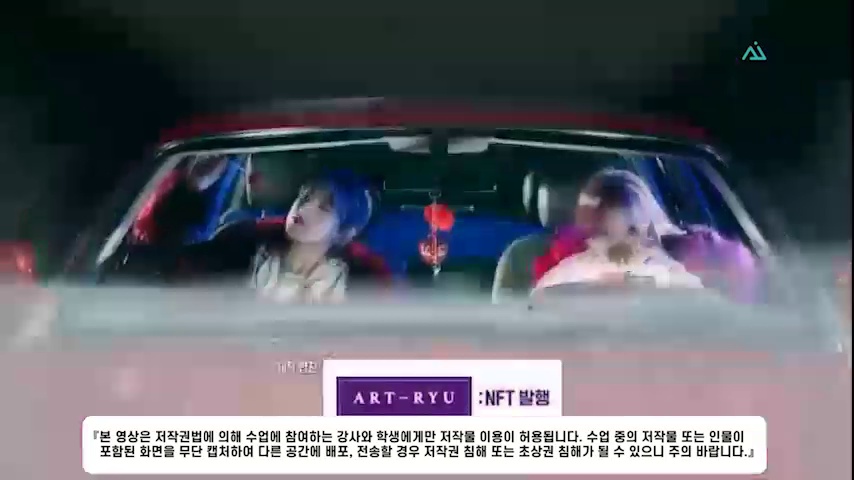 ART-RYU :NFT 발행
『본 영상은 저작권법에 의해 수업에 참여하는 강사와 학생에게만 저작물 이용이 허용됩니다. 수업 중의 저작물 또는 인물이
포함된 화면을 무단 캡처하여 다른 공간에 배포, 전송할 경우 저작권 침해 또는 초상권 침해가 될 수 있으니 주의 바랍니다.』